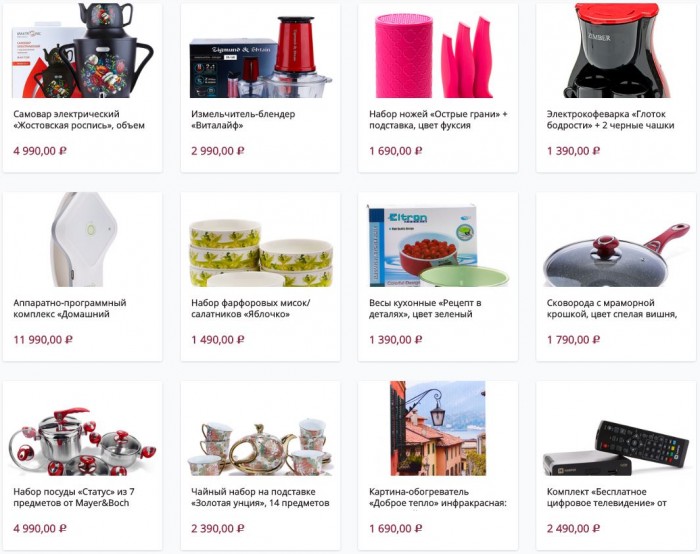 Zigmund & Shtain
ZIMBER
Самовар электрический
«Жостовская роспись», объем
4 990,00 ₽
Измельчитель-блендер
«Виталайф»
2 990,00 ₽
Набор ножей «Острые грани» +
подставка, цвет фуксия
1 690,00 ₽
Электрокофеварка «Глоток
бодрости» + 2 черные чашки
1 390,00 ₽
Eltron
Аппаратно-программный
комплекс «Домашний
11 990,00 ₽
Набор фарфоровых мисок/
салатников «Яблочко»
1 490,00 ₽
Весы кухонные «Рецепт в
деталях», цвет зеленый
1 390,00 ₽
Сковорода с мраморной
крошкой, цвет спелая вишня,
1 790,00 ₽
Набор посуды «Статус» из 7
предметов от Mayer&Boch
4 990,00 ₽
Чайный набор на подставке
«Золотая унция», 14 предметов
2 390,00 ₽
Картина-обогреватель
«Доброе тепло» инфракрасная:
1 690,00 ₽
Комплект «Бесплатное
цифровое телевидение» от
2 490,00 ₽